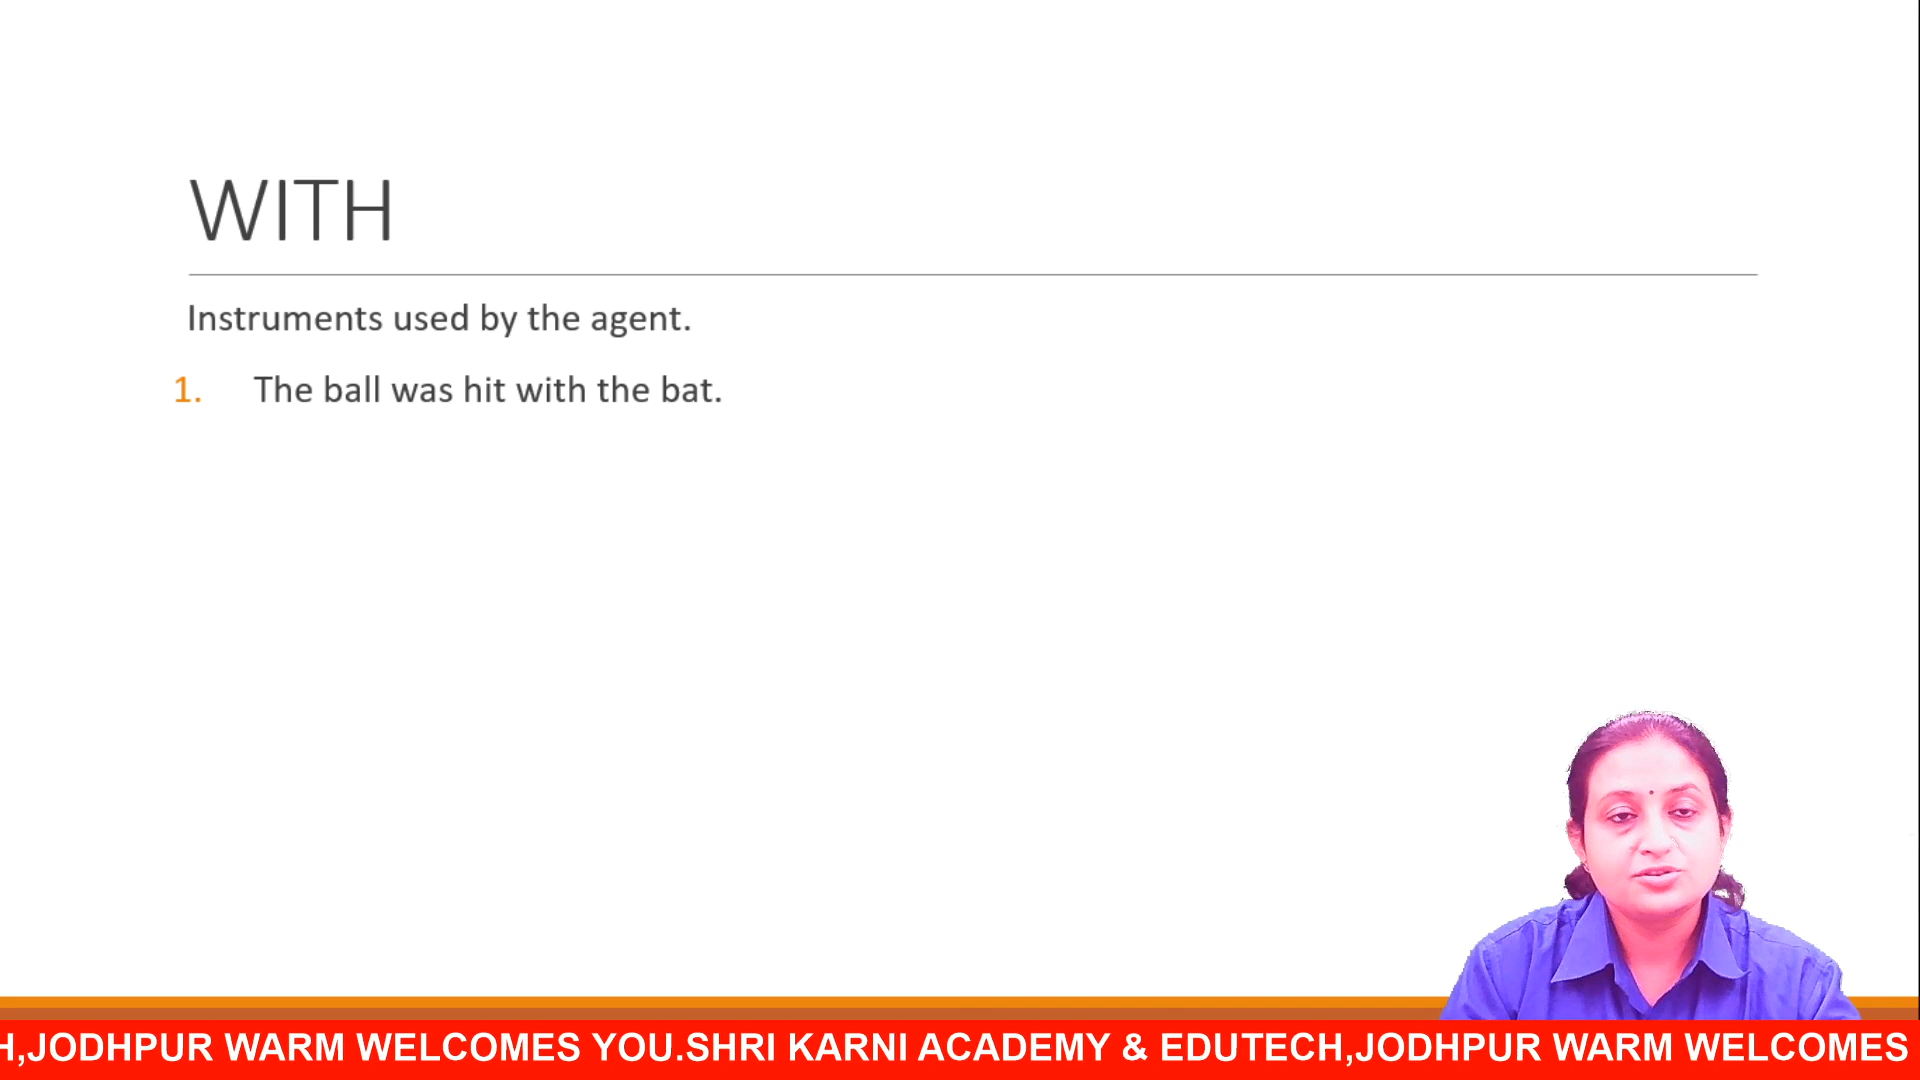 WITH
Instruments used by the agent.
1. The ball was hit with the bat.
H,JODHPUR WARM WELCOMES YOU.SHRI KARNI ACADEMY & EDUTECH,JODHPUR WARM WELCOMES